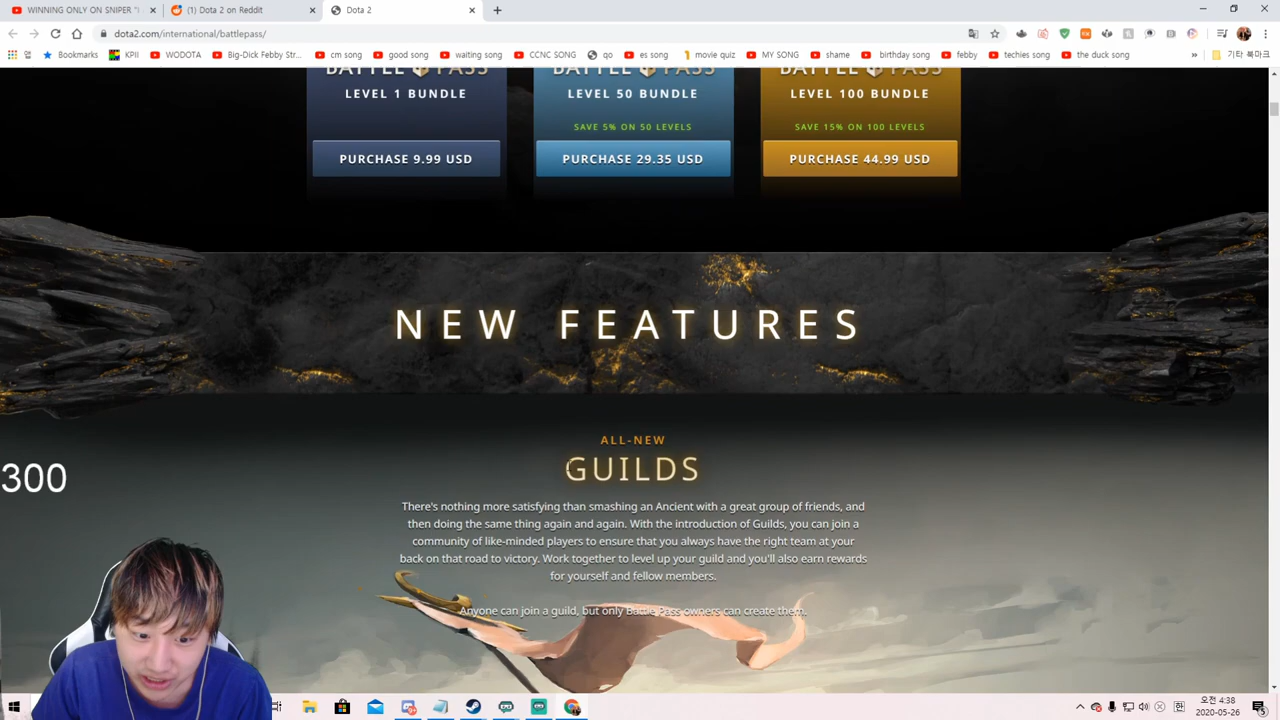 WINNING ONLY ON SNIPER "
(1) Dota 2 on Reddit
Dota 2
dota2.com/international/battlepass/
앱
Bookmarks
KPII
WODOTA
Big-Dick Febby Str...
cm song
good song
waiting song
CCNC SONG
qo
es song
movie quiz
MY SONG
shame
birthday song
febby
techies song
the duck song
»
기타 북마크
BATTLE PASS
BATTLE PASS
BATTLE PASS
LEVEL 1 BUNDLE
LEVEL 50 BUNDLE
LEVEL 100 BUNDLE
SAVE 5% ON 50 LEVELS
SAVE 15% ON 100 LEVELS
PURCHASE 9.99 USD
PURCHASE 29.35 USD
PURCHASE 44.99 USD
NEW FEATURES
ALL-NEW
GUILDS
There's nothing more satisfying than smashing an Ancient with a great group of friends, and
then doing the same thing again and again. With the introduction of Guilds, you can join a
community of like-minded players to ensure that you always have the right team at your
back on that road to victory. Work together to level up your guild and you'll also earn rewards
for yourself and fellow members.
Anyone can join a guild, but only Battle Pass owners can create them.
300
한
오전 4:38
2020-05-26